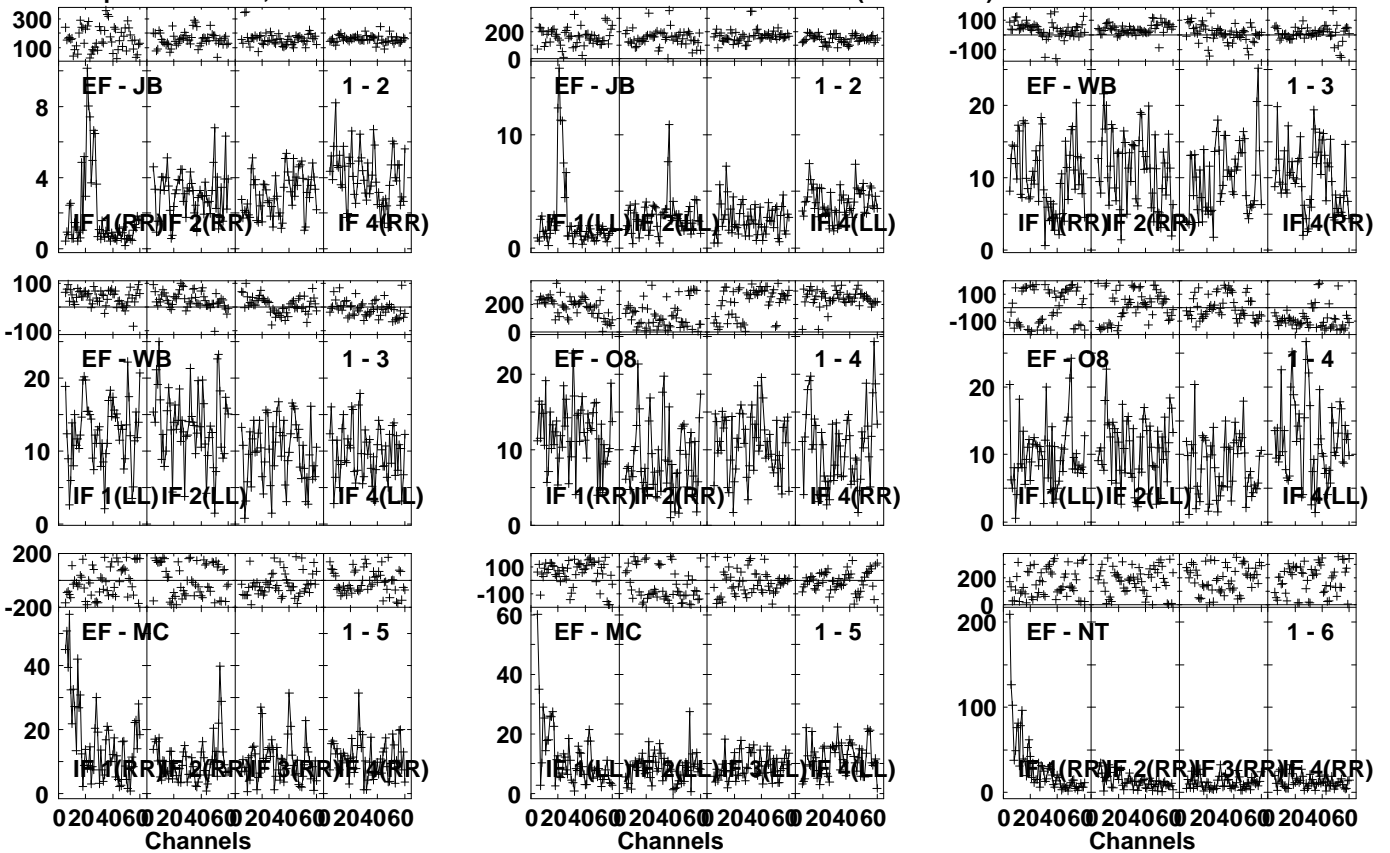 300
100
EF - JB 1 - 2
8
4
0
IF 1(RR) IF 2(RR) IF 4(RR)
200
0
EF - JB 1 - 2
10
0
IF 1(LL) IF 2(LL) IF 4(LL)
100
-100
EF - WB 1 - 3
20
10
0
IF 1(RR) IF 2(RR) IF 4(RR)
100
-100
EF - WB 1 - 3
20
10
0
IF 1(LL) IF 2(LL) IF 4(LL)
200
0
EF - O8 1 - 4
20
10
0
IF 1(RR) IF 2(RR) IF 4(RR)
100
-100
EF - O8 1 - 4
20
10
0
IF 1(LL) IF 2(LL) IF 4(LL)
200
-200
EF - MC 1 - 5
40
20
0
IF 1(RR) IF 2(RR) IF 3(RR) IF 4(RR)
0 20 40 60 0 20 40 60 0 20 40 60 0 20 40 60
Channels
100
-100
EF - MC 1 - 5
60
40
20
0
IF 1(LL) IF 2(LL) IF 3(LL) IF 4(LL)
0 20 40 60 0 20 40 60 0 20 40 60 0 20 40 60
Channels
200
0
EF - NT 1 - 6
200
100
0
IF 1(RR) IF 2(RR) IF 3(RR) IF 4(RR)
0 20 40 60 0 20 40 60 0 20 40 60 0 20 40 60
Channels